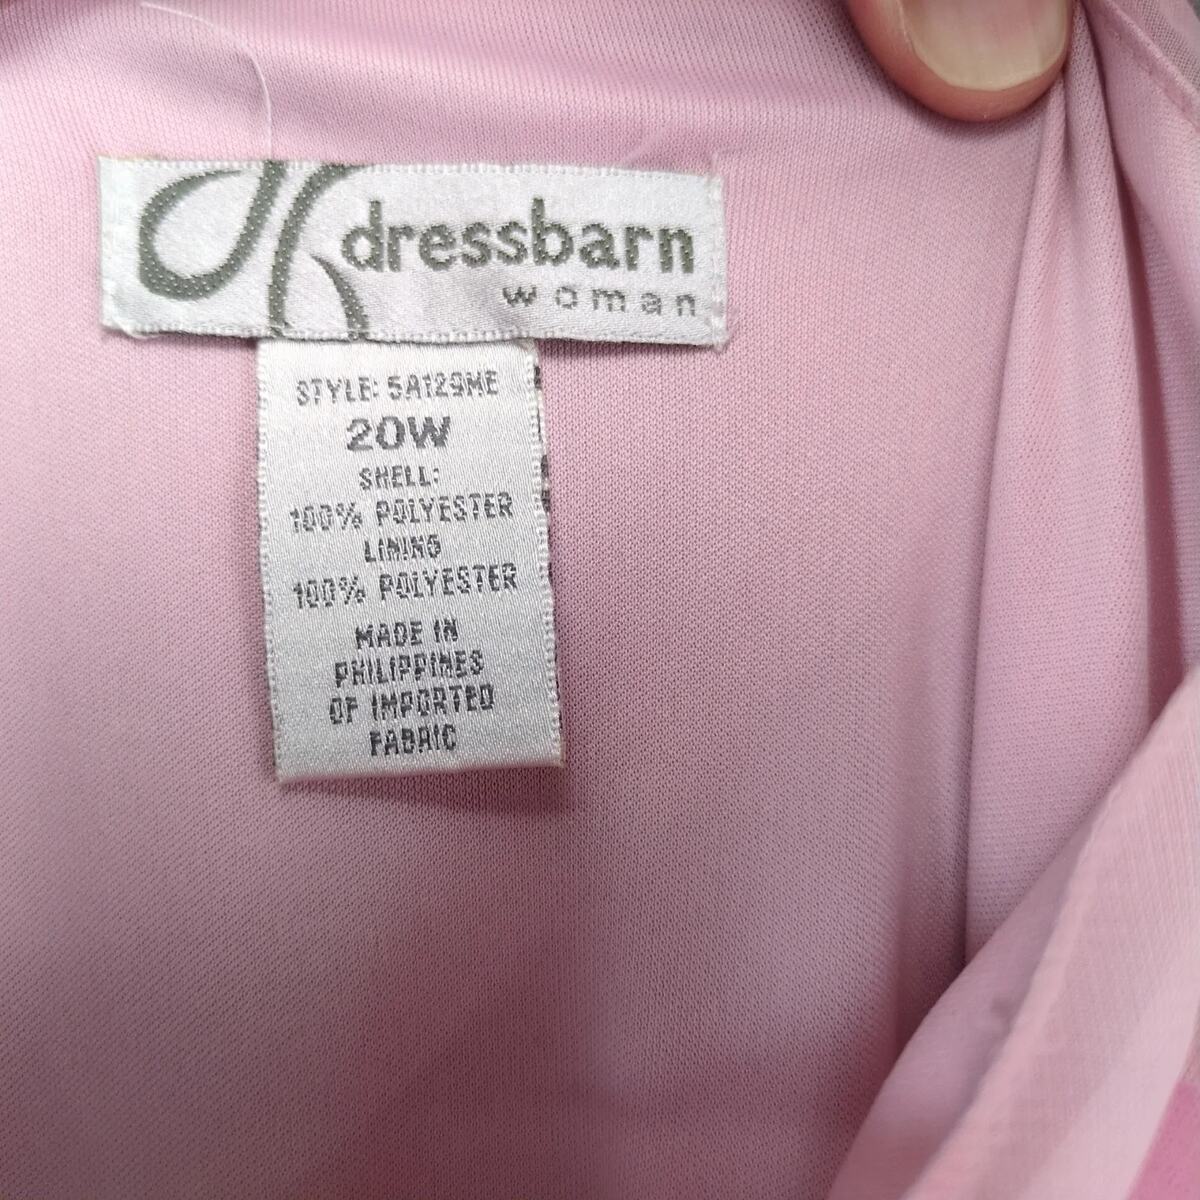 dressbarn
woman
STYLE: 5A129ME
20W
SHELL:
100% POLYESTER
LINING
100% POLYESTER
MADE IN
PHILIPPINES
OF IMPORTED
FABRIC